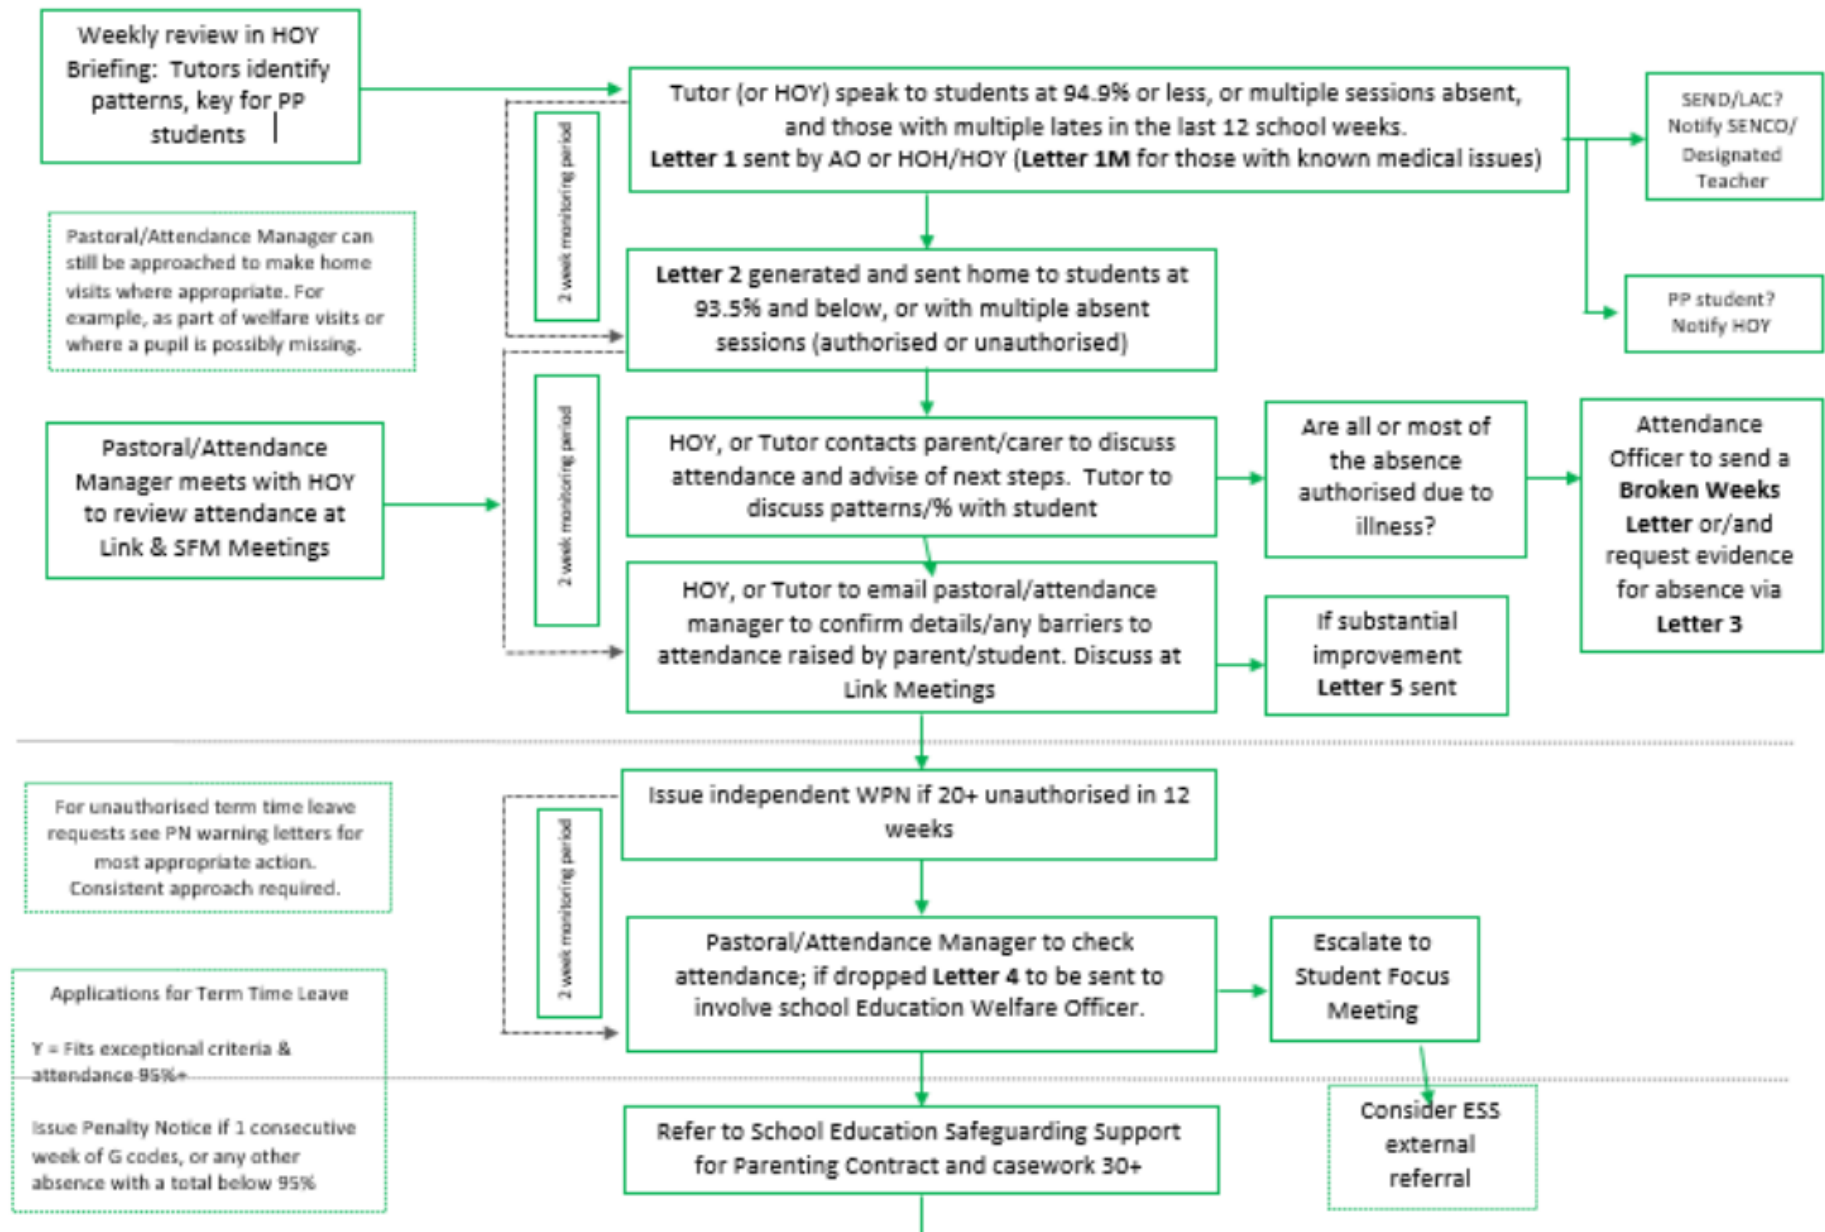 Weekly review in HOY
Briefing: Tutors identify
patterns, key for PP
students
Tutor (or HOY) speak to students at 94.9% or less, or multiple sessions absent,
and those with multiple lates in the last 12 school weeks.
Letter 1 sent by AO or HOH/HOY (Letter 1M for those with known medical issues)
SEND/LAC?
Notify SENCO/
Designated
Teacher
2 week monitoring period
Pastoral/Attendance Manager can
still be approached to make home
visits where appropriate. For
example, as part of welfare visits or
where a pupil is possibly missing.
Letter 2 generated and sent home to students at
93.5% and below, or with multiple absent
sessions (authorised or unauthorised)
PP student?
Notify HOY
Pastoral/Attendance
Manager meets with HOY
to review attendance at
Link & SFM Meetings
2 week monitoring period
HOY, or Tutor contacts parent/carer to discuss
attendance and advise of next steps. Tutor to
discuss patterns/% with student
Are all or most of
the absence
authorised due to
illness?
Attendance
Officer to send a
Broken Weeks
Letter or/and
request evidence
for absence via
Letter 3
HOY, or Tutor to email pastoral/attendance
manager to confirm details/any barriers to
attendance raised by parent/student. Discuss at
Link Meetings
If substantial
improvement
Letter 5 sent
For unauthorised term time leave
requests see PN warning letters for
most appropriate action.
Consistent approach required.
2 week monitoring period
Issue independent WPN if 20+ unauthorised in 12
weeks
Pastoral/Attendance Manager to check
attendance; if dropped Letter 4 to be sent to
involve school Education Welfare Officer.
Escalate to
Student Focus
Meeting
Applications for Term Time Leave
Y = Fits exceptional criteria &
attendance 95%+
Issue Penalty Notice if 1 consecutive
week of G codes, or any other
absence with a total below 95%
Refer to School Education Safeguarding Support
for Parenting Contract and casework 30+
Consider ESS
external
referral